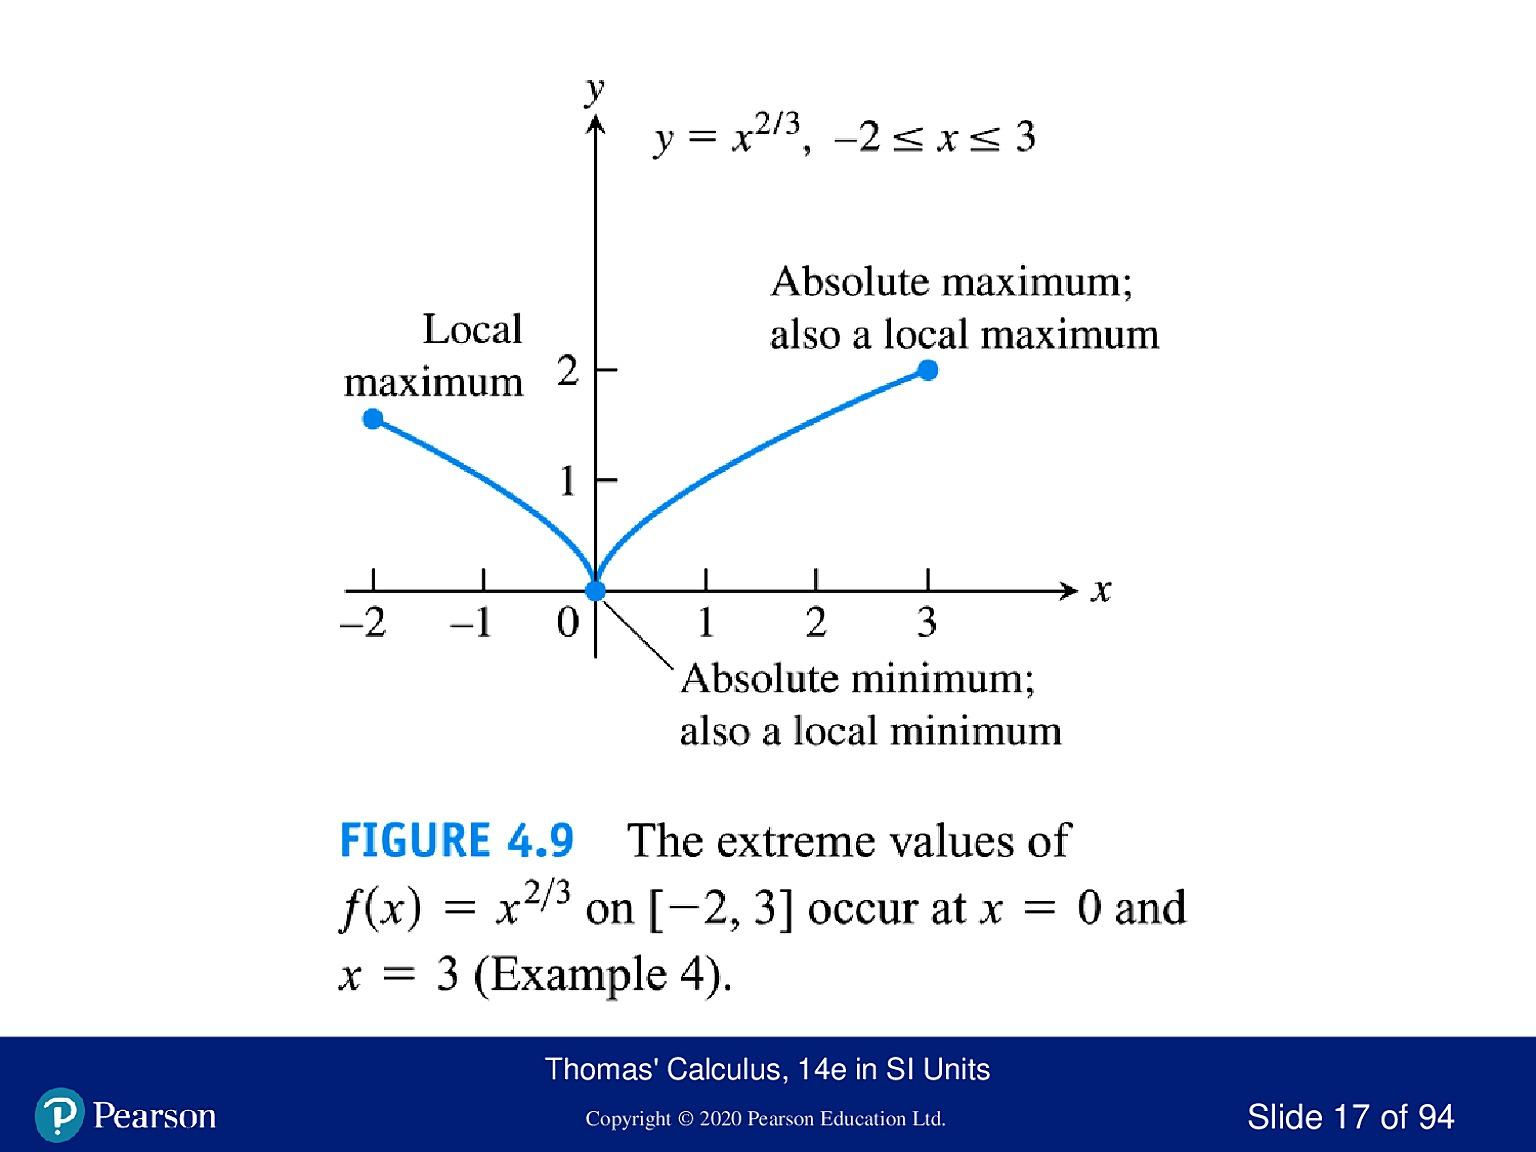 y
y = x^{2/3}, –2 ≤ x ≤ 3
Absolute maximum;
also a local maximum
Local
maximum
2
1
–2 –1 0 1 2 3 x
Absolute minimum;
also a local minimum
FIGURE 4.9 The extreme values of
f(x) = x^{2/3} on [−2, 3] occur at x = 0 and
x = 3 (Example 4).
Thomas' Calculus, 14e in SI Units
Pearson
Copyright © 2020 Pearson Education Ltd.
Slide 17 of 94